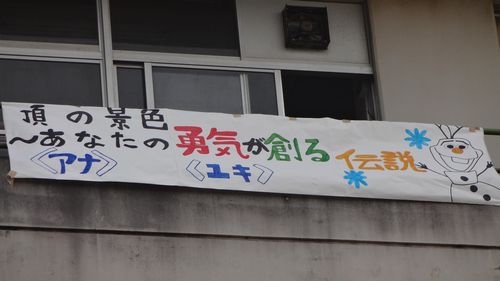 頂の景色
～あなたの勇気が創る伝説
〈アナ〉 〈ユキ〉